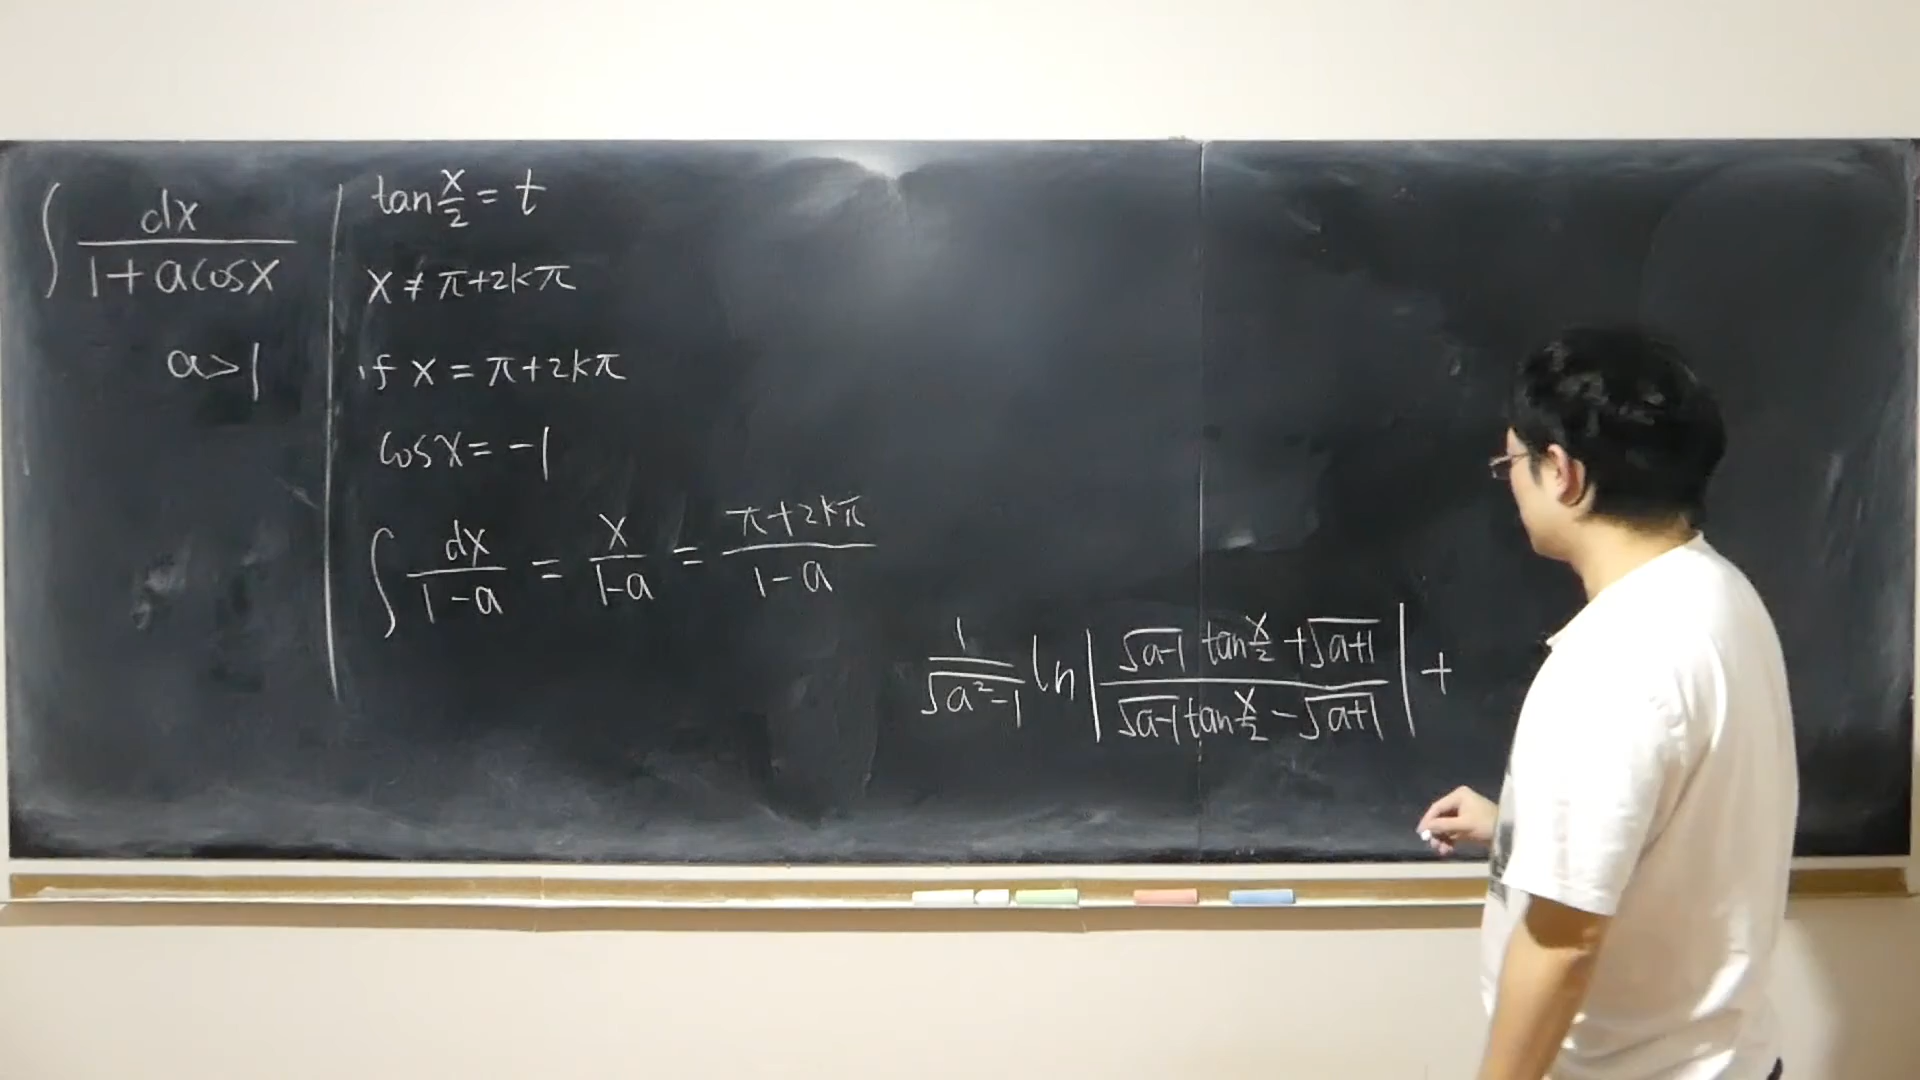 ∫ dx / (1+acosx)
a>1
tan x/2 = t
x ≠ π+2kπ
if x = π+2kπ
cosx = -1
∫ dx / (1-a) = x / (1-a) = (π+2kπ) / (1-a)
1/√(a²-1) ln | (√(a-1) tan x/2 + √(a+1)) / (√(a-1) tan x/2 - √(a+1)) | +